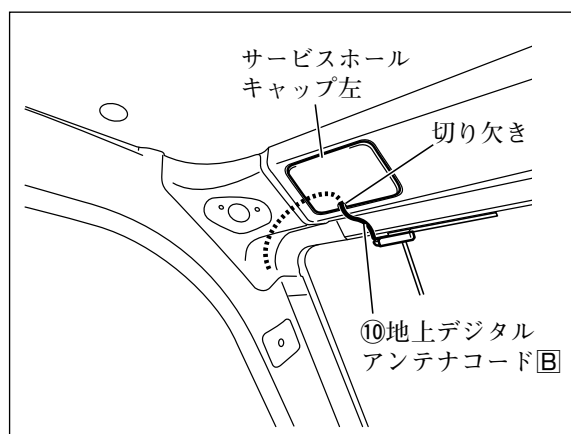 サービスホール
キャップ左
切り欠き
⑩地上デジタル
アンテナコードB